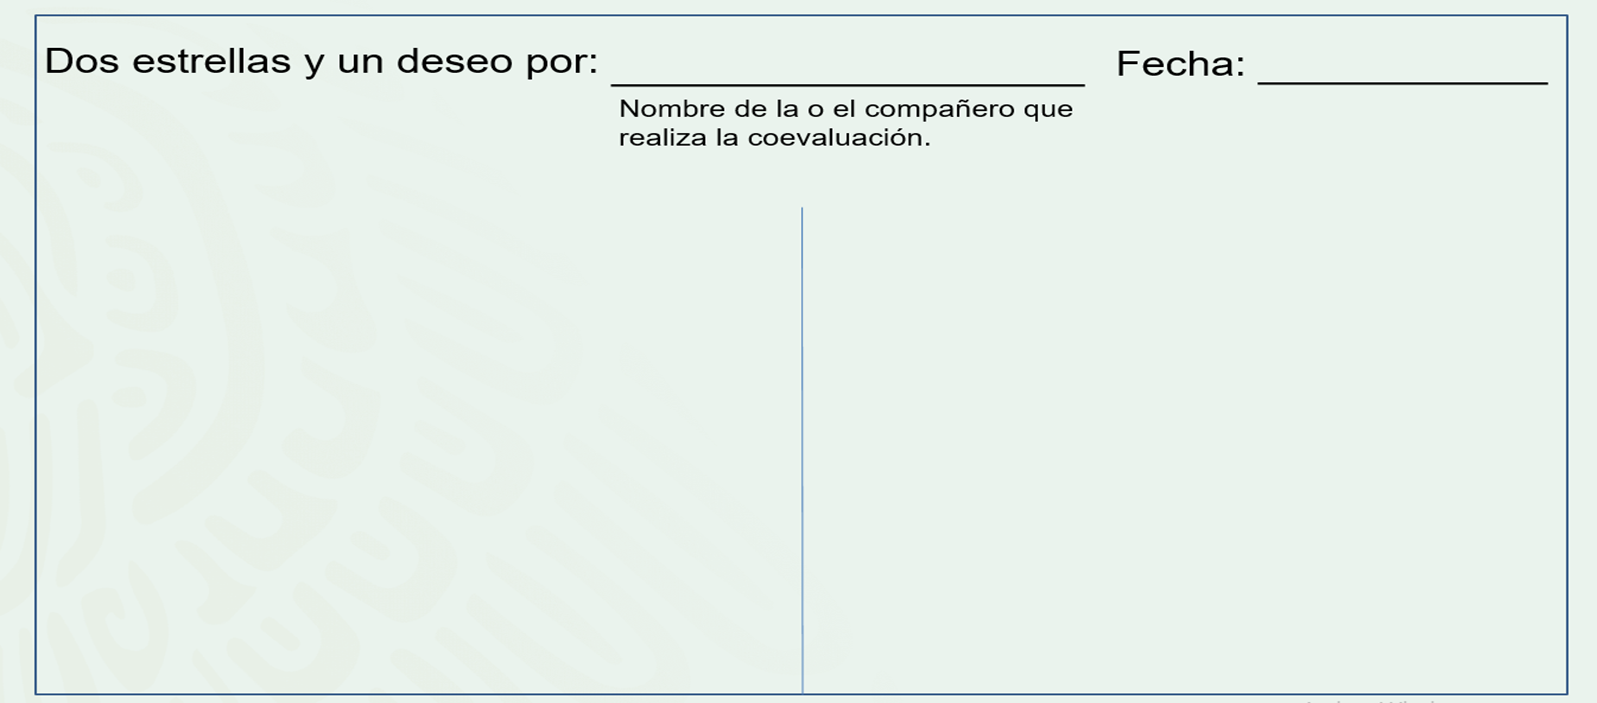 Dos estrellas y un deseo por: Fecha:
Nombre de la o el compañero que
realiza la coevaluación.